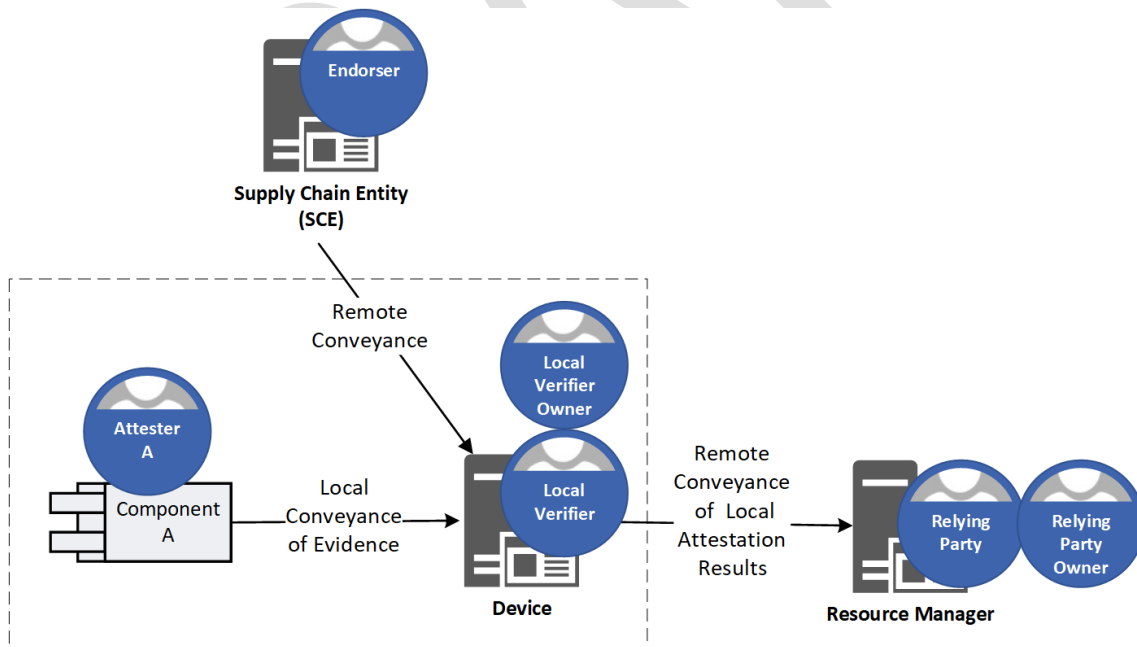 Endorser
Supply Chain Entity
(SCE)
Remote
Conveyance
Local
Verifier
Owner
Attester
A
Component
A
Local
Conveyance
of Evidence
Local
Verifier
Device
Remote
Conveyance
of Local
Attestation
Results
Relying
Party
Relying
Party
Owner
Resource Manager